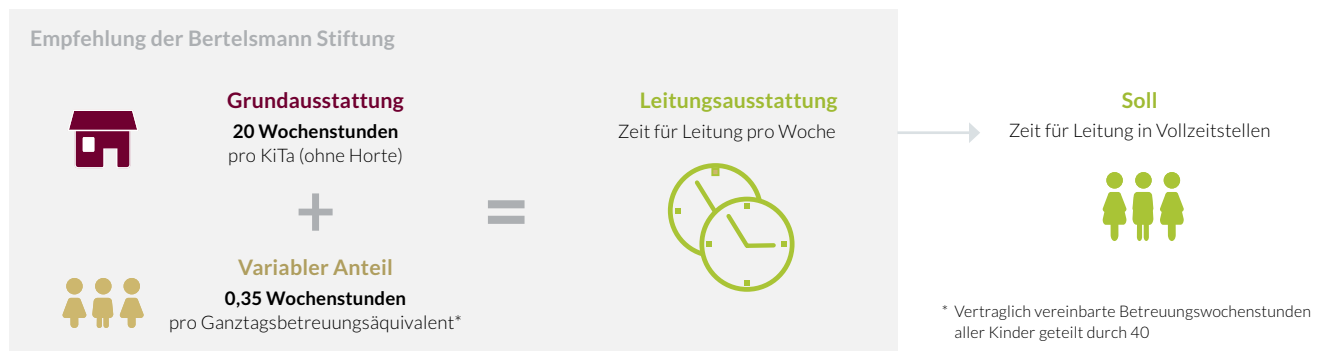 Empfehlung der Bertelsmann Stiftung
Grundausstattung
20 Wochenstunden
pro KiTa (ohne Horte)
+
Variabler Anteil
0,35 Wochenstunden
pro Ganztagsbetreuungsäquivalent*
=
Leitungsausstattung
Zeit für Leitung pro Woche
Soll
Zeit für Leitung in Vollzeitstellen
* Vertraglich vereinbarte Betreuungswochenstunden
aller Kinder geteilt durch 40